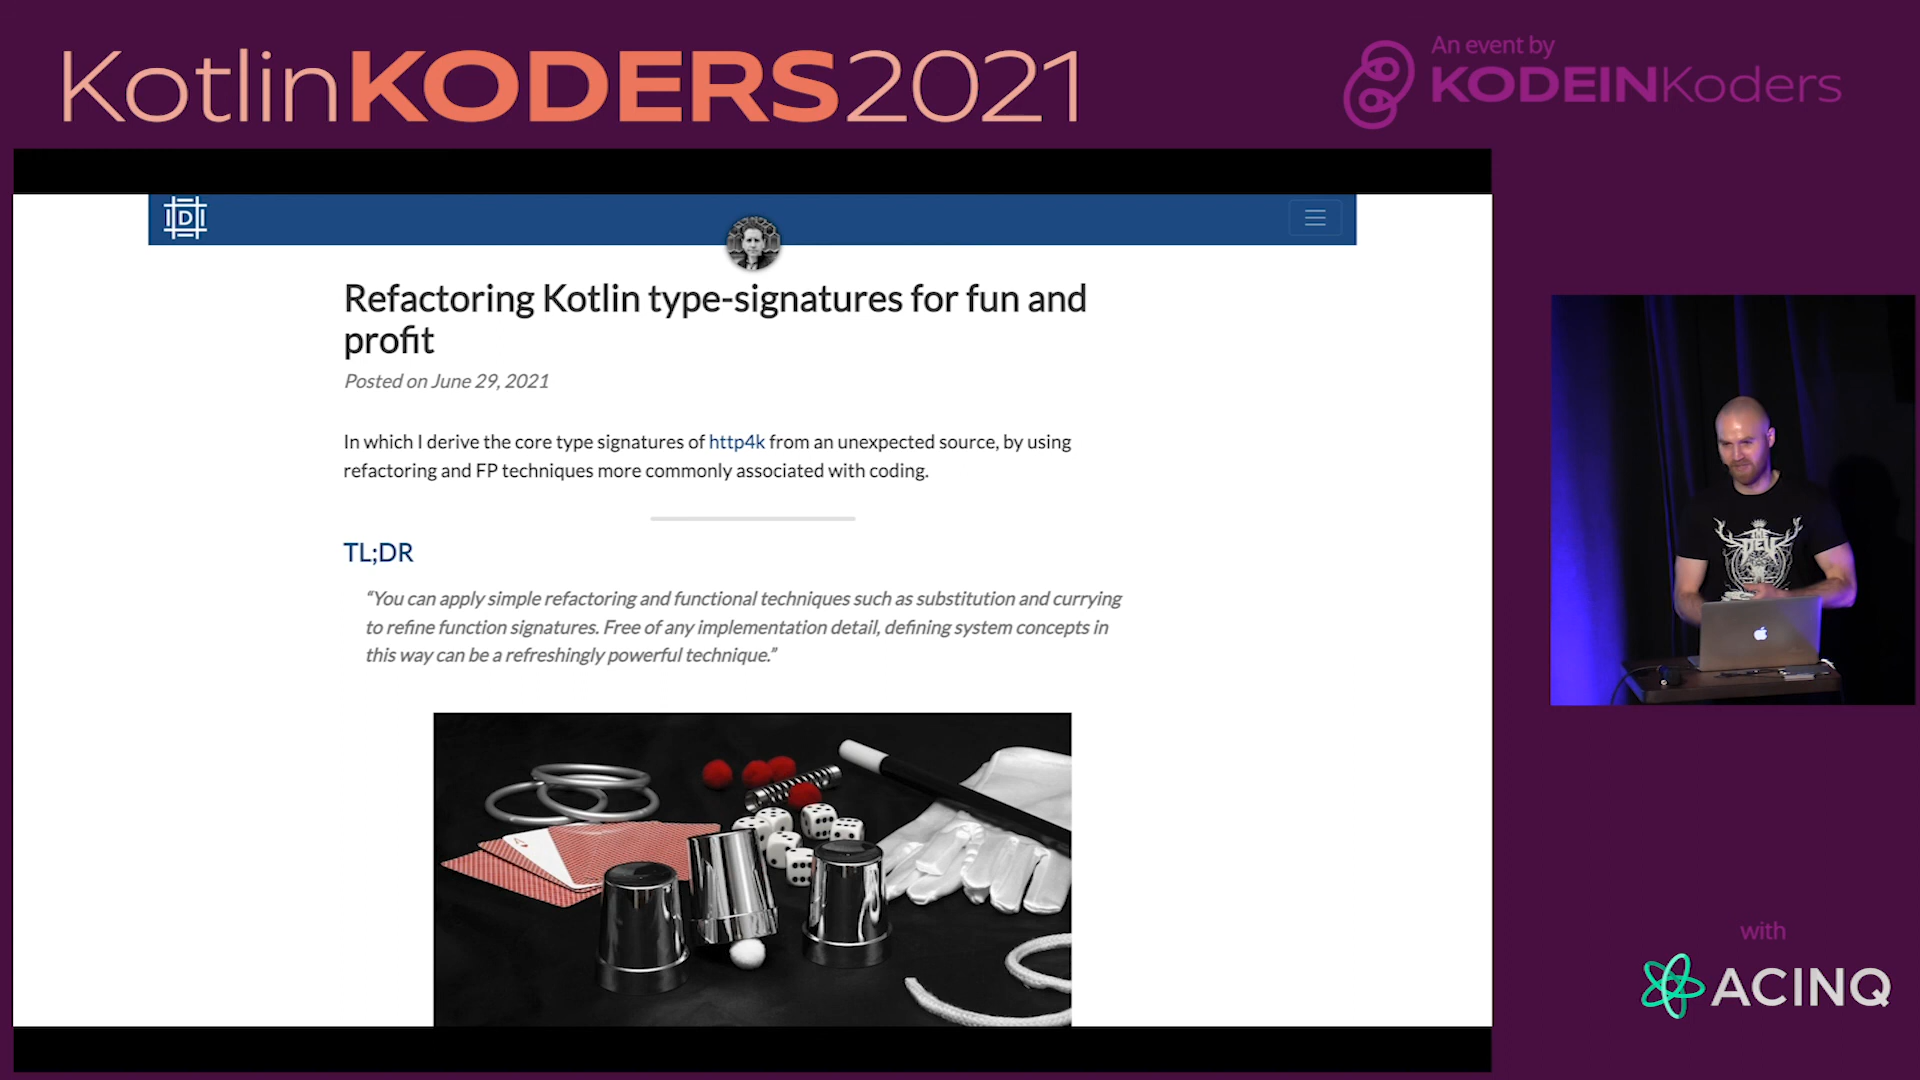 KotlinKODERS2021
An event by
KODEINKoders
D
Refactoring Kotlin type-signatures for fun and
profit
Posted on June 29, 2021
In which I derive the core type signatures of http4k from an unexpected source, by using
refactoring and FP techniques more commonly associated with coding.
TL;DR
“You can apply simple refactoring and functional techniques such as substitution and currying
to refine function signatures. Free of any implementation detail, defining system concepts in
this way can be a refreshingly powerful technique.”
THE
DEV
with
ACINQ